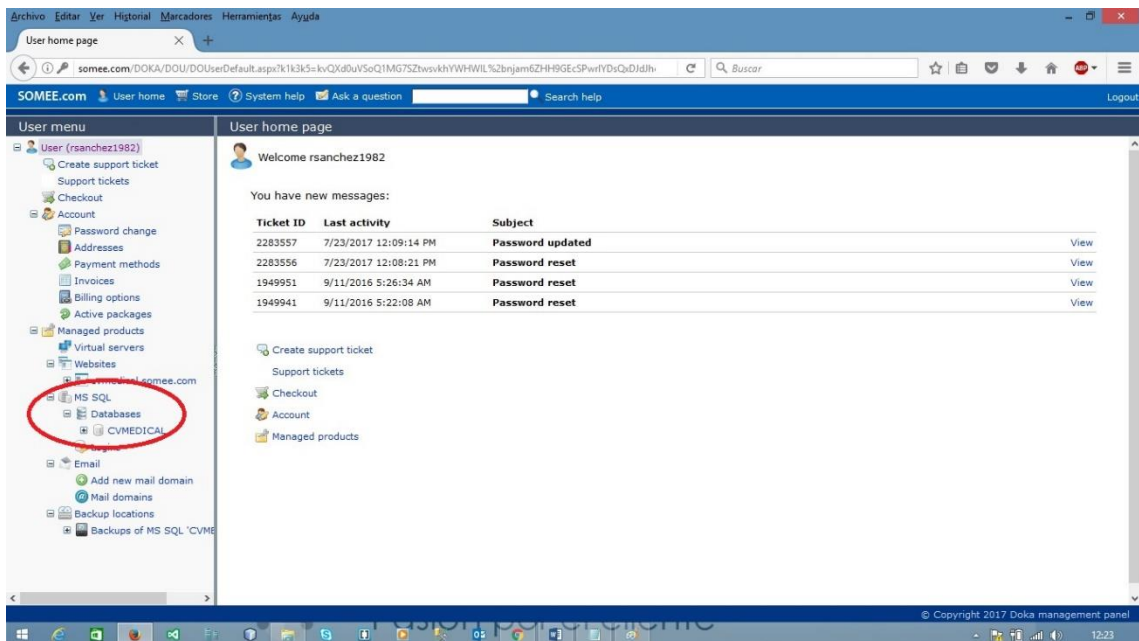 Archivo Editar Ver Historial Marcadores Herramientas Ayuda
User home page
somee.com/DOKA/DOU/DOUserDefault.aspx?
Buscar
SOMEE.com User home Store System help Ask a question Search help Logout
User menu
User (rsanchez1982)
Create support ticket
Support tickets
Checkout
Account
Password change
Addresses
Payment methods
Invoices
Billing options
Active packages
Managed products
Virtual servers
Websites
somee.com
MS SQL
Databases
CVMEDICAL
Email
Add new mail domain
Mail domains
Backup locations
Backups of MS SQL 'CVME
User home page
Welcome rsanchez1982
You have new messages:
Ticket ID Last activity Subject
2283557 7/23/2017 12:09:14 PM Password updated View
2283556 7/23/2017 12:08:21 PM Password reset View
1949951 9/11/2016 5:26:34 AM Password reset View
1949941 9/11/2016 5:22:08 AM Password reset View
Create support ticket
Support tickets
Checkout
Account
Managed products
© Copyright 2017 Doka management panel
12:23